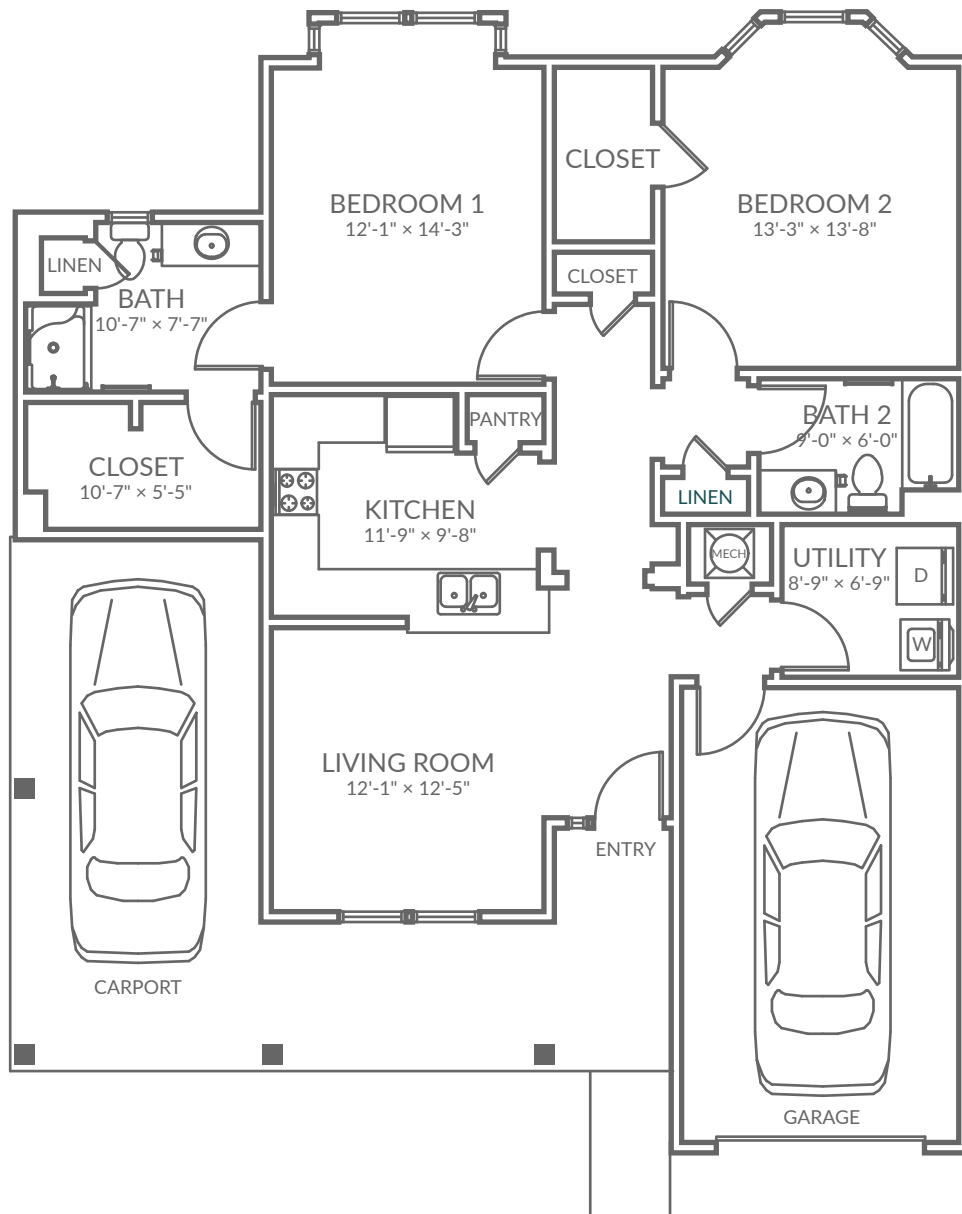 CLOSET
BEDROOM 1
12'-1" × 14'-3"
BEDROOM 2
13'-3" × 13'-8"
LINEN
CLOSET
BATH
10'-7" × 7'-7"
PANTRY
BATH 2
9'-0" × 6'-0"
CLOSET
10'-7" × 5'-5"
LINEN
KITCHEN
11'-9" × 9'-8"
MECH
UTILITY
8'-9" × 6'-9"
D
W
LIVING ROOM
12'-1" × 12'-5"
ENTRY
CARPORT
GARAGE